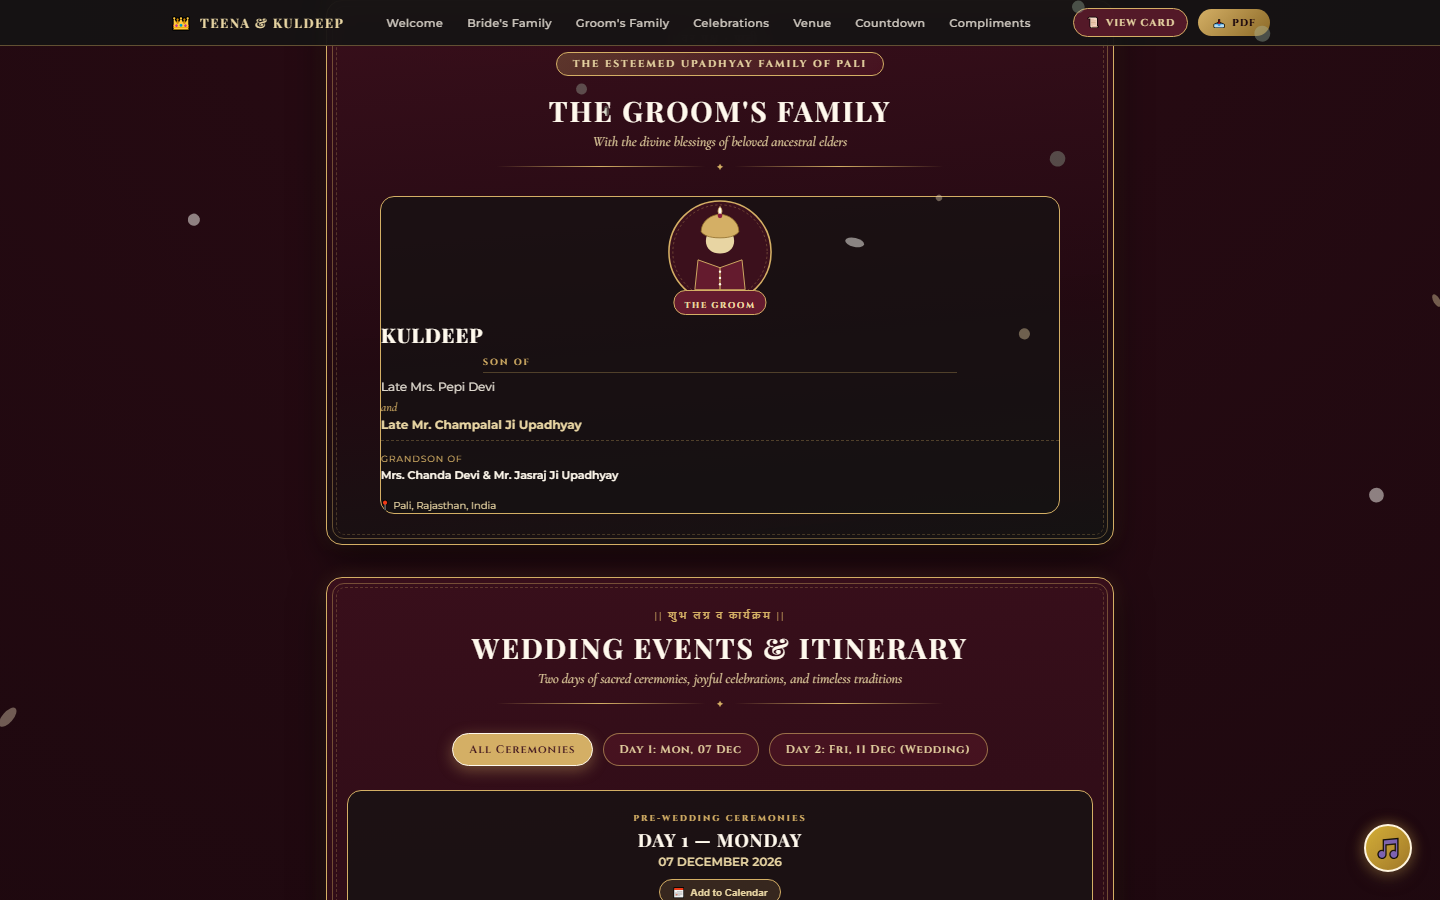 TEENA & KULDEEP
Welcome
Bride's Family
Groom's Family
Celebrations
Venue
Countdown
Compliments
VIEW CARD
PDF
THE ESTEEMED UPADHYAY FAMILY OF PALI
THE GROOM'S FAMILY
With the divine blessings of beloved ancestral elders
THE GROOM
KULDEEP
SON OF
Late Mrs. Pepi Devi
and
Late Mr. Champalal Ji Upadhyay
GRANDSON OF
Mrs. Chanda Devi & Mr. Jasraj Ji Upadhyay
Pali, Rajasthan, India
|| शुभ लग्न व कार्यक्रम ||
WEDDING EVENTS & ITINERARY
Two days of sacred ceremonies, joyful celebrations, and timeless traditions
All Ceremonies
Day 1: Mon, 07 Dec
Day 2: Fri, 11 Dec (Wedding)
PRE-WEDDING CEREMONIES
DAY 1 — MONDAY
07 DECEMBER 2026
Add to Calendar